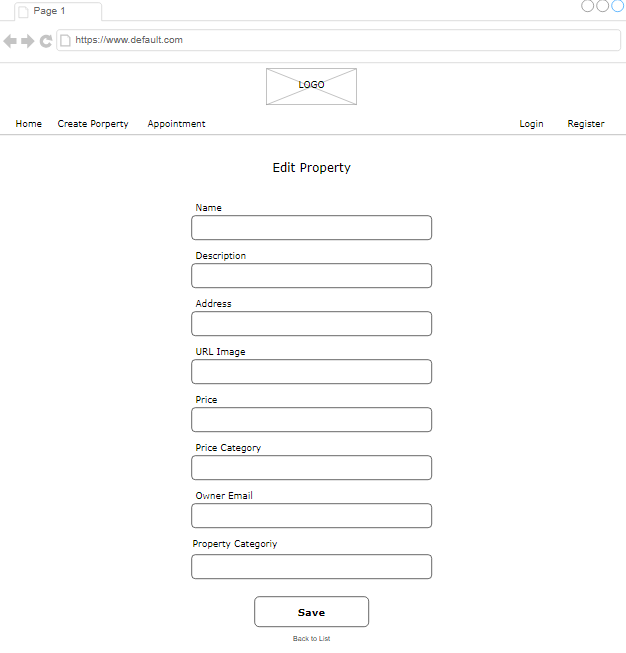 Page 1
https://www.default.com
LOGO
Home Create Porperty Appointment Login Register
Edit Property
Name
Description
Address
URL Image
Price
Price Category
Owner Email
Property Categoriy
Save
Back to List